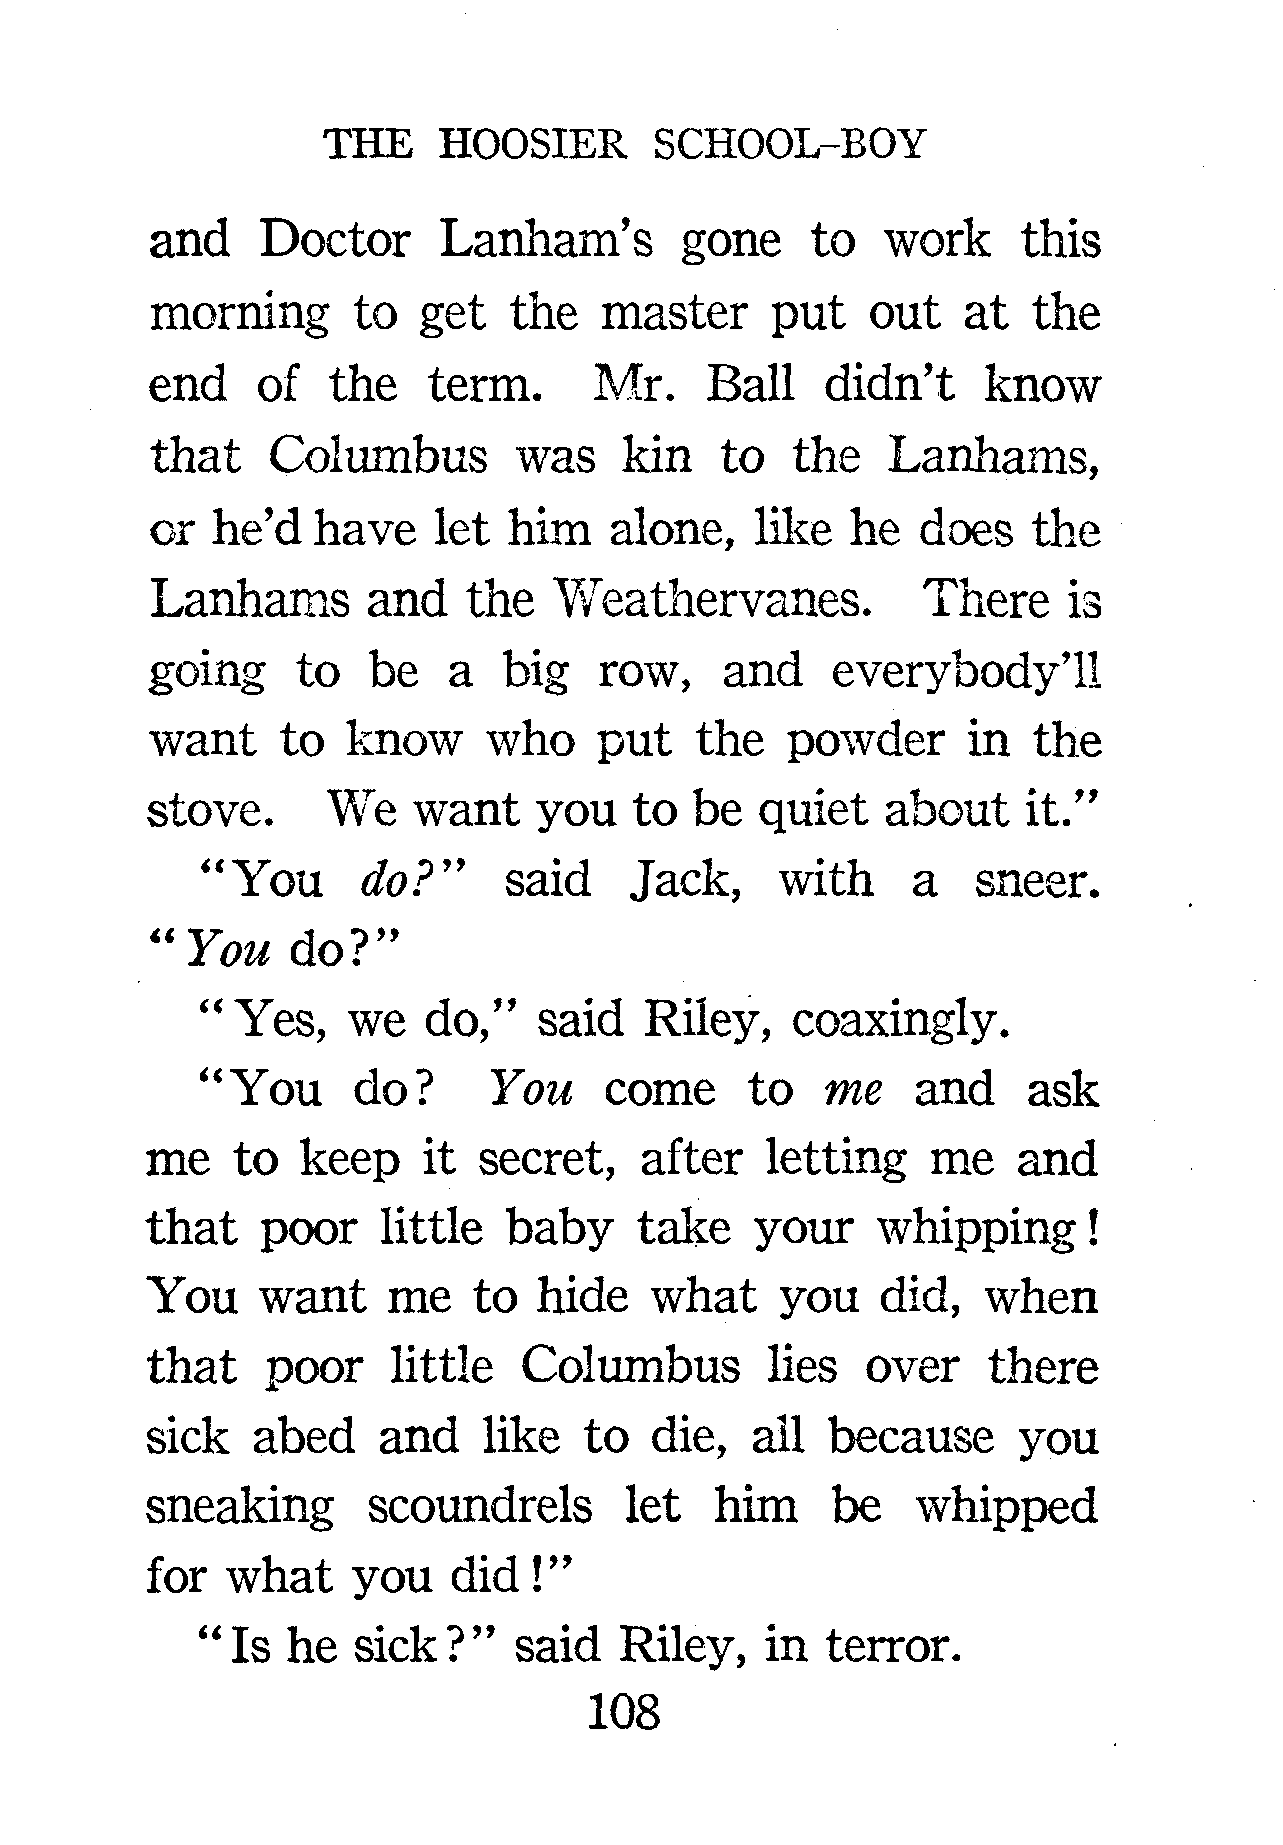 THE HOOSIER SCHOOL-BOY
and Doctor Lanham's gone to work this
morning to get the master put out at the
end of the term. Mr. Ball didn't know
that Columbus was kin to the Lanhams,
or he'd have let him alone, like he does the
Lanhams and the Weathervanes. There is
going to be a big row, and everybody'll
want to know who put the powder in the
stove. We want you to be quiet about it."
"You do?" said Jack, with a sneer.
"You do?"
"Yes, we do," said Riley, coaxingly.
"You do? You come to me and ask
me to keep it secret, after letting me and
that poor little baby take your whipping!
You want me to hide what you did, when
that poor little Columbus lies over there
sick abed and like to die, all because you
sneaking scoundrels let him be whipped
for what you did!"
"Is he sick?" said Riley, in terror.
108